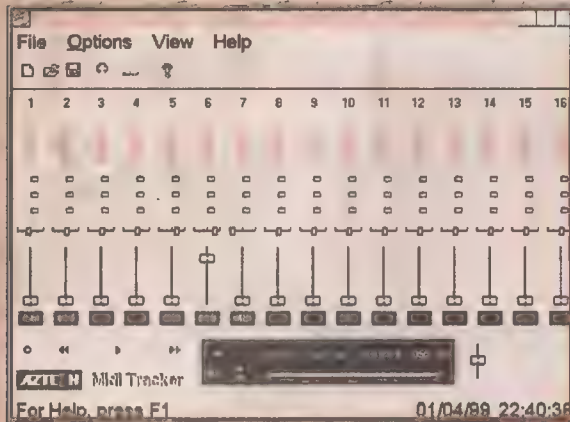 File Options View Help
1 2 3 4 5 6 7 8 9 10 11 12 13 14 15 16
AZTECH Midi Tracker
For Help, press F1 01/04/99 22:40:36